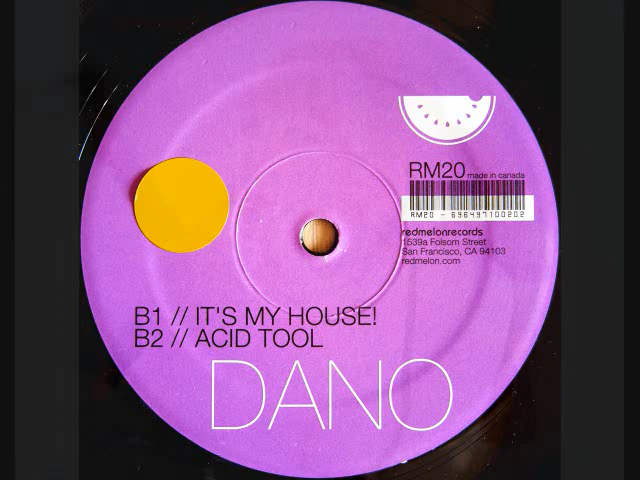 RM20 made in canada
RM20 - 696497100202
redmelonrecords
1539a Folsom Street
San Francisco, CA 94103
redmelon.com
B1 // IT'S MY HOUSE!
B2 // ACID TOOL
DANO